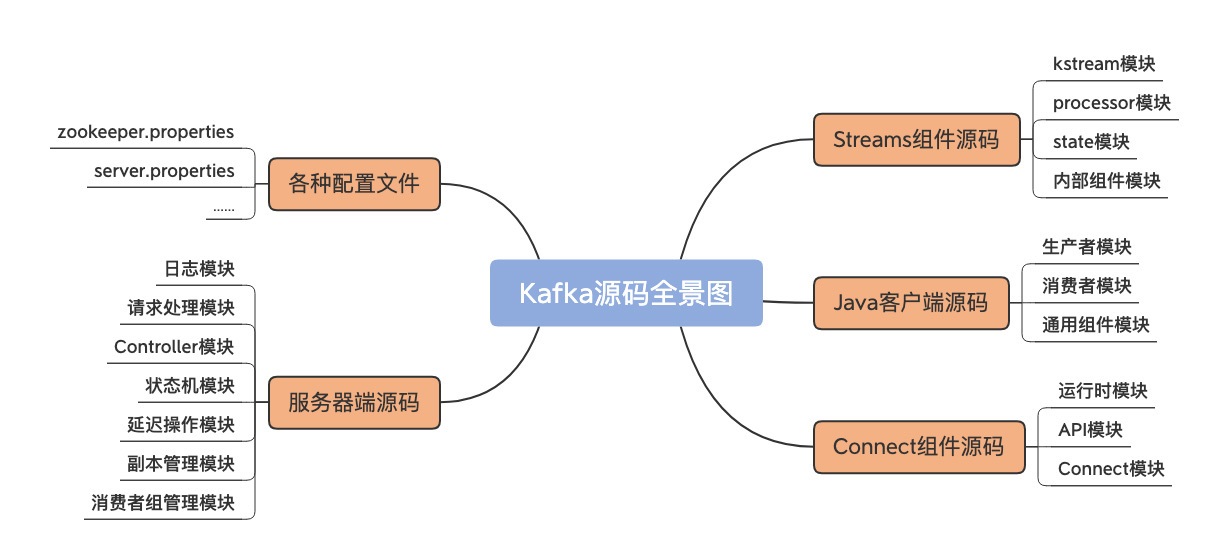 Kafka源码全景图
各种配置文件
zookeeper.properties
server.properties
......
服务器端源码
日志模块
请求处理模块
Controller模块
状态机模块
延迟操作模块
副本管理模块
消费者组管理模块
Streams组件源码
kstream模块
processor模块
state模块
内部组件模块
Java客户端源码
生产者模块
消费者模块
通用组件模块
Connect组件源码
运行时模块
API模块
Connect模块